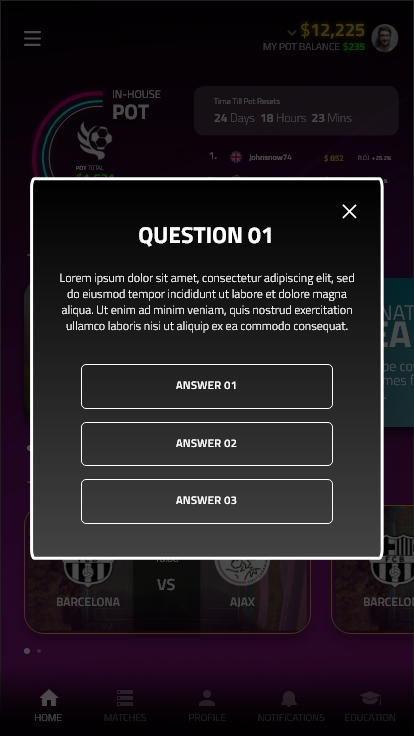 $12,225
MY POT BALANCE $235
IN-HOUSE
POT
Time Till Pot Resets
24 Days 18 Hours 23 Mins
POT TOTAL
1. Johnsnow74 $ 852 R.O.I +25.2%
QUESTION 01
Lorem ipsum dolor sit amet, consectetur adipiscing elit, sed
do eiusmod tempor incididunt ut labore et dolore magna
aliqua. Ut enim ad minim veniam, quis nostrud exercitation
ullamco laboris nisi ut aliquip ex ea commodo consequat.
ANSWER 01
ANSWER 02
ANSWER 03
VS
BARCELONA
AJAX
BARCELO
HOME
MATCHES
PROFILE
NOTIFICATIONS
EDUCATION